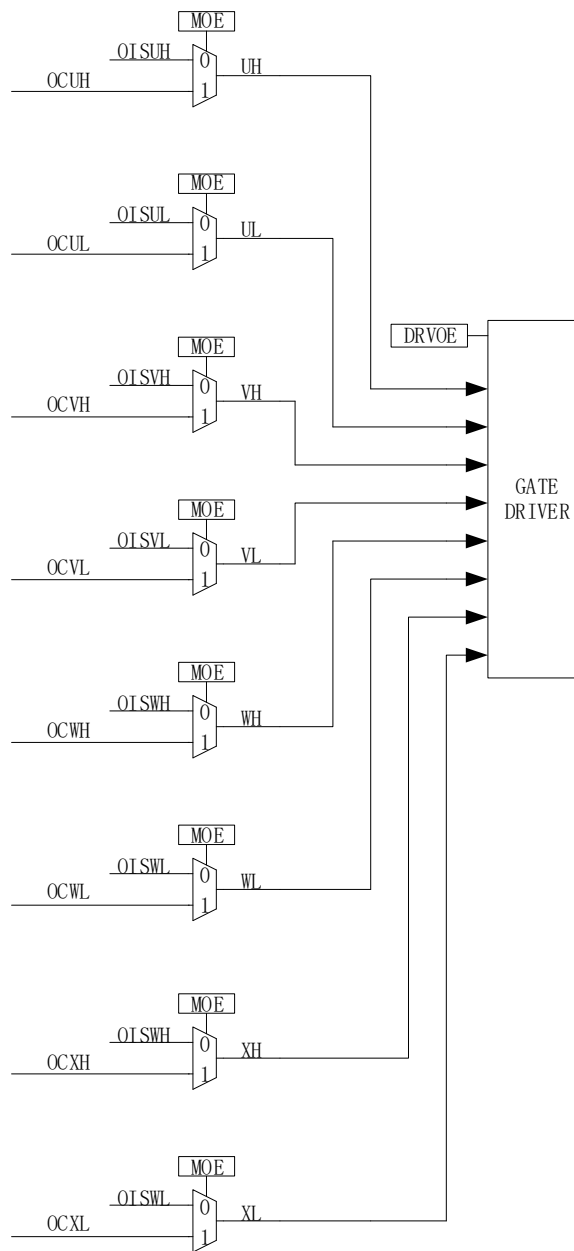 MOE
OISUH
0
UH
OCUH
1
MOE
OISUL
0
UL
OCUL
1
DRVOE
MOE
OISVH
0
VH
OCVH
1
GATE
DRIVER
MOE
OISVL
0
VL
OCVL
1
MOE
OISWH
0
WH
OCWH
1
MOE
OISWL
0
WL
OCWL
1
MOE
OISWH
0
XH
OCXH
1
MOE
OISWL
0
XL
OCXL
1